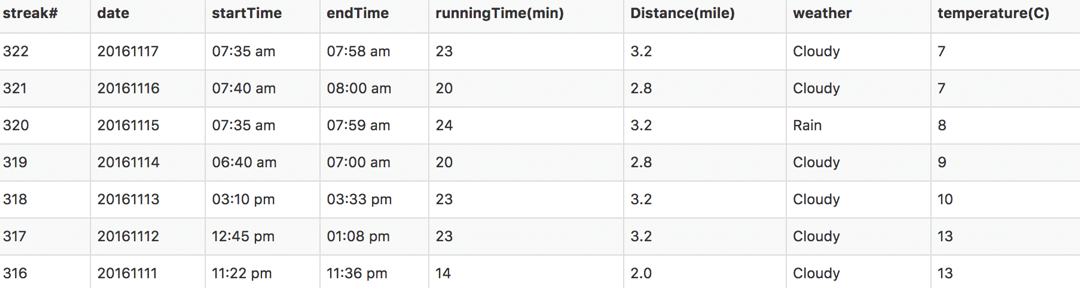 streak# date startTime endTime runningTime(min) Distance(mile) weather temperature(C)
322 20161117 07:35 am 07:58 am 23 3.2 Cloudy 7
321 20161116 07:40 am 08:00 am 20 2.8 Cloudy 7
320 20161115 07:35 am 07:59 am 24 3.2 Rain 8
319 20161114 06:40 am 07:00 am 20 2.8 Cloudy 9
318 20161113 03:10 pm 03:33 pm 23 3.2 Cloudy 10
317 20161112 12:45 pm 01:08 pm 23 3.2 Cloudy 13
316 20161111 11:22 pm 11:36 pm 14 2.0 Cloudy 13